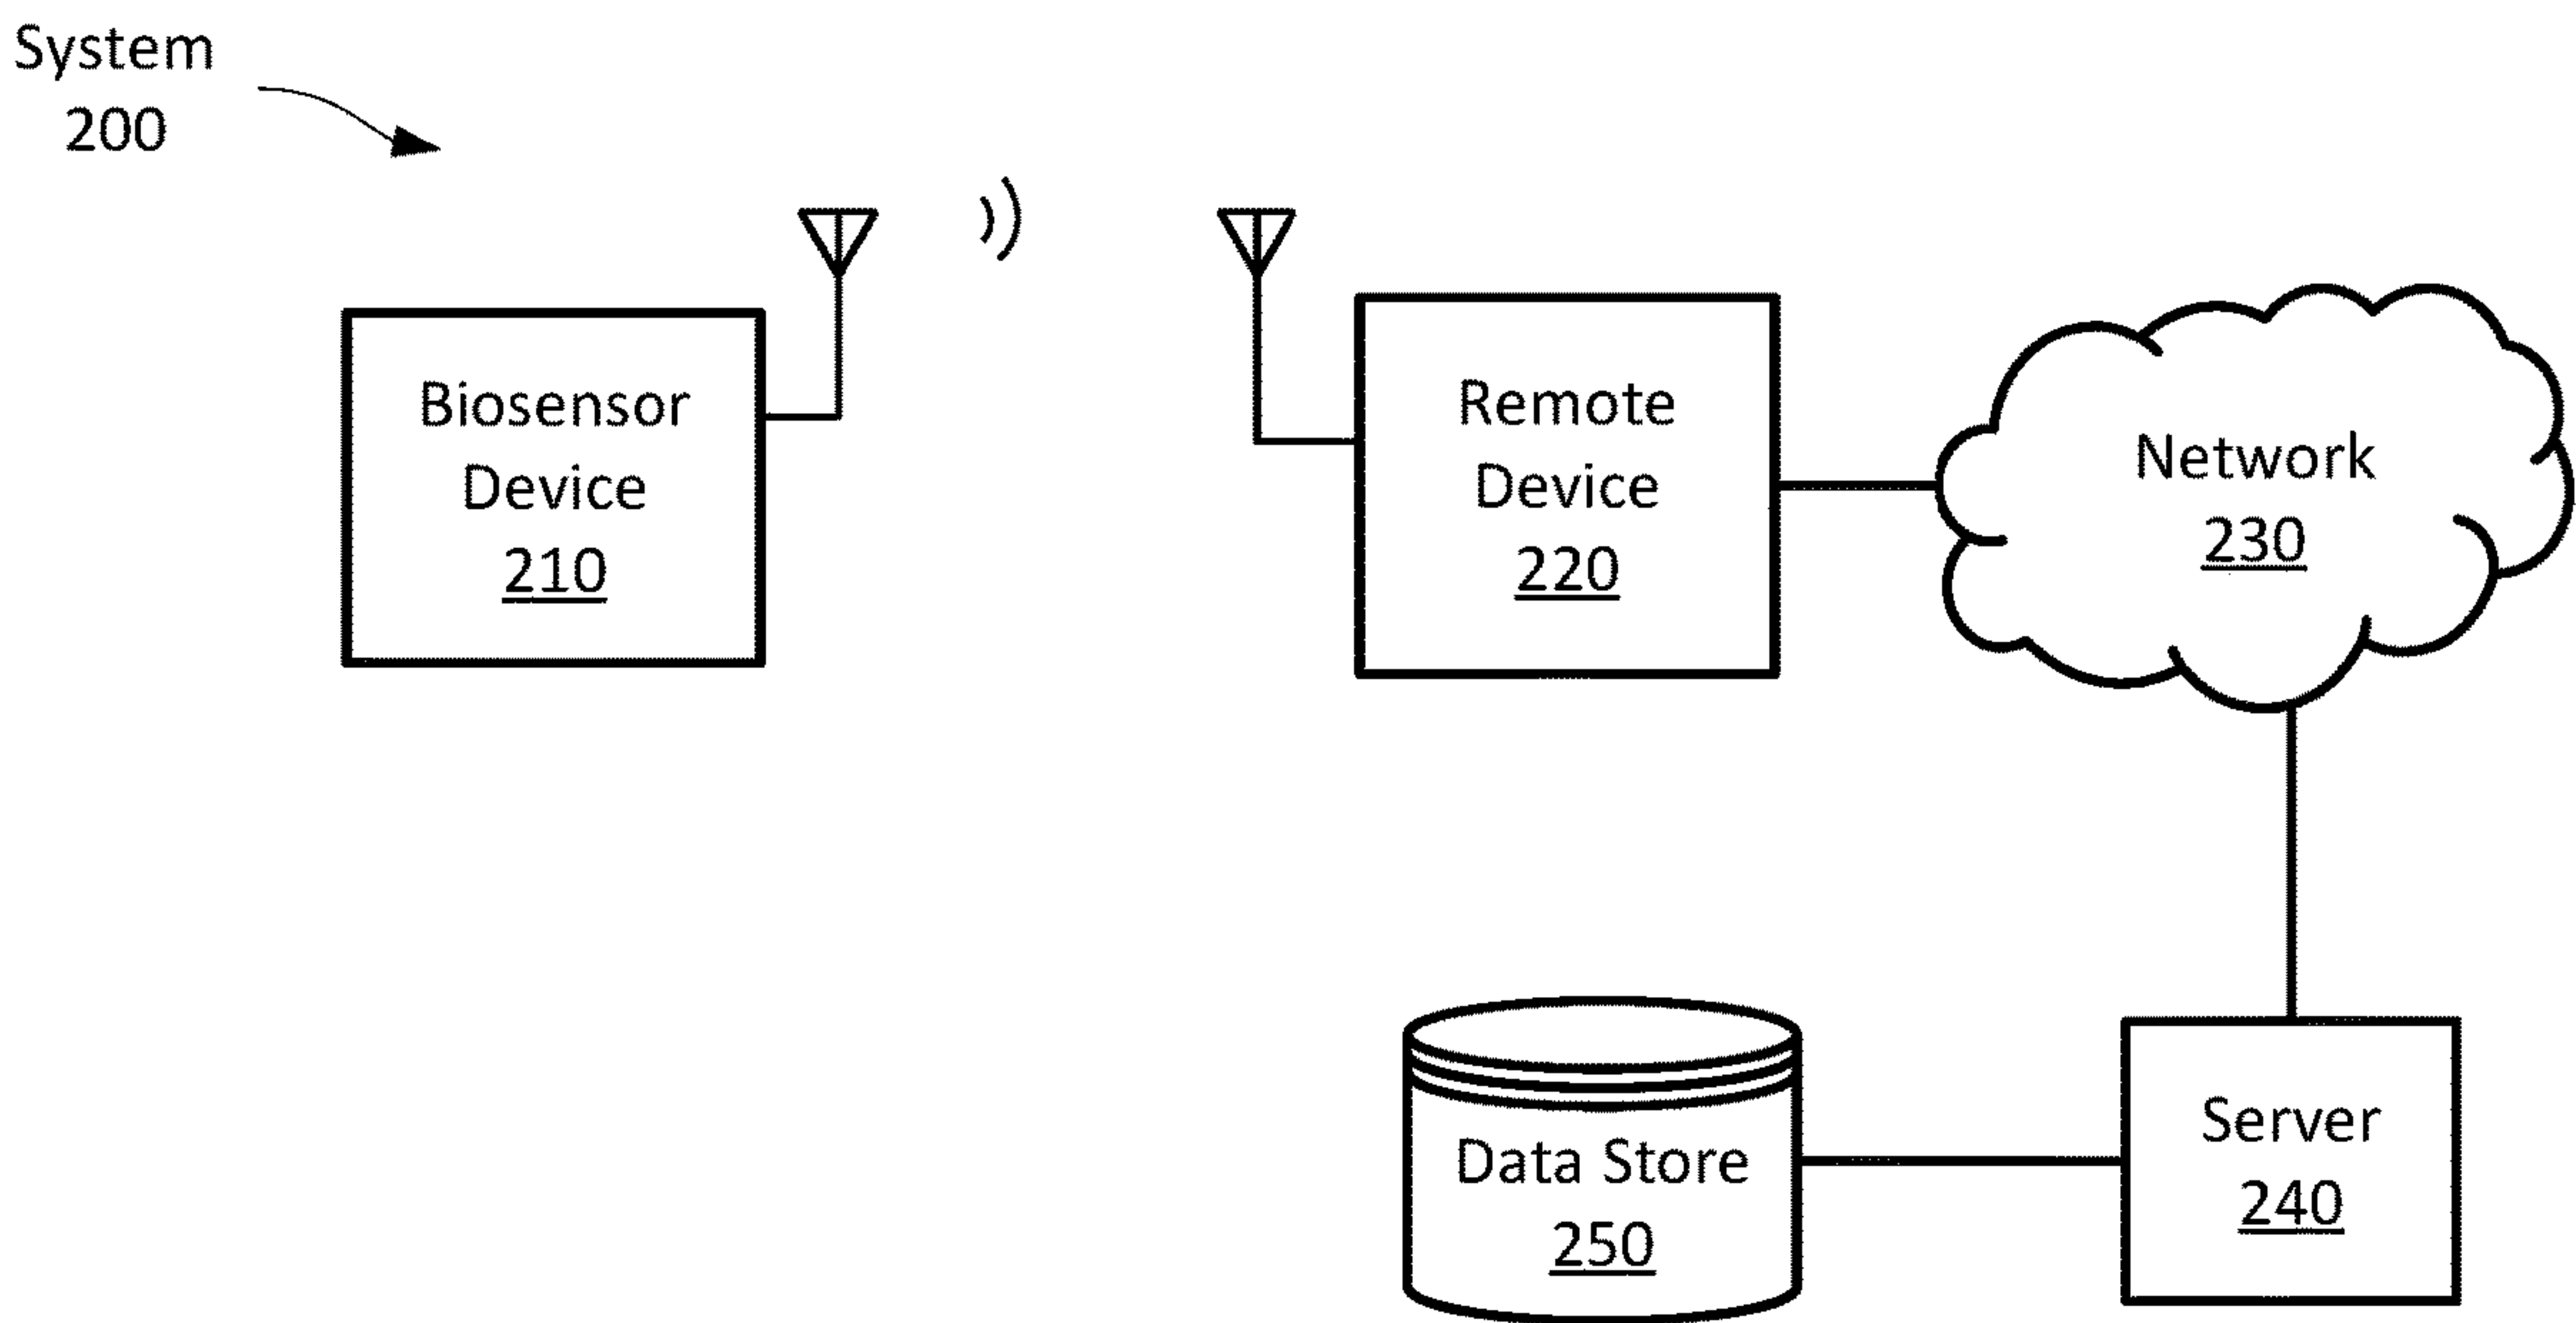 System
200
Biosensor
Device
210
Remote
Device
220
Network
230
Data Store
250
Server
240